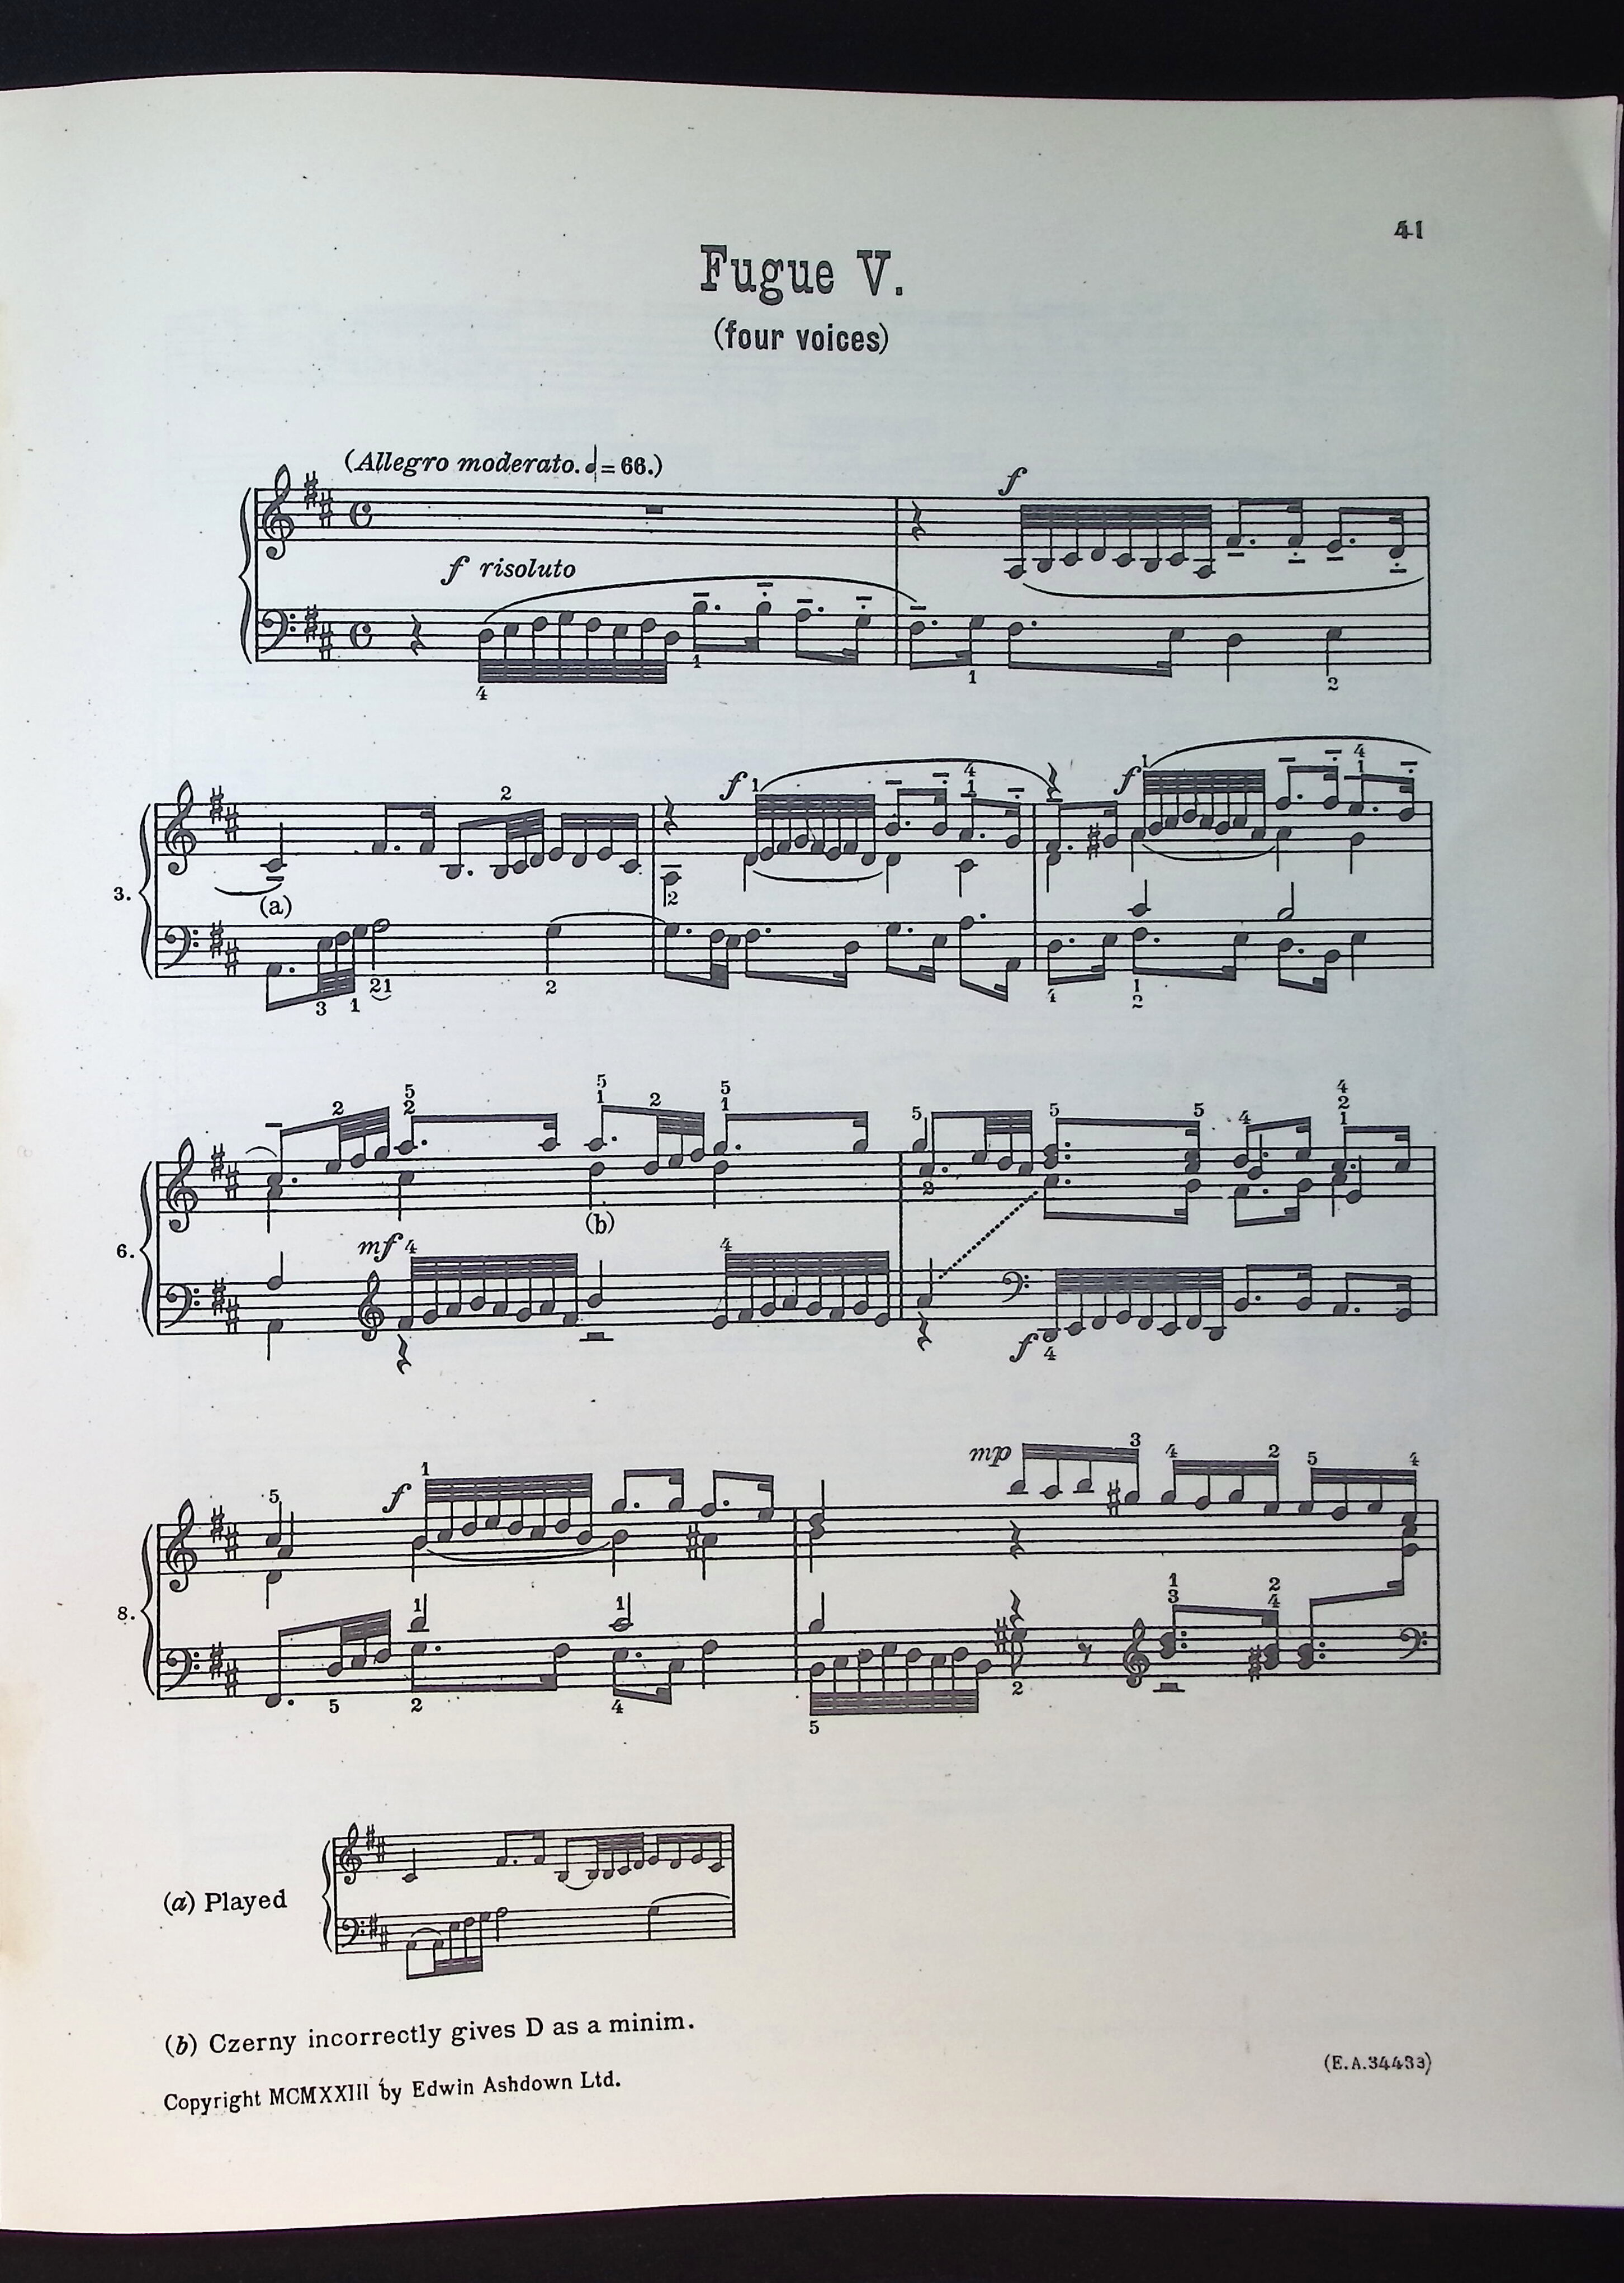 41
Fugue V.
(four voices)
(Allegro moderato. 𝅗𝅥 = 66.)
f
f risoluto
4 1 1 2
2 f 1 4 1 f 1 4 1
3.
(a) 2
3 1 21 2 4 1 2
2 5 2 5 1 2 5 1 5 5 5 4 4 2 1
2
(b)
6.
mf 4 4
f 4
mp 3 4 2 5 4
5 f 1
8.
1 1 1 3 2 4
5 2 4 5 2
(a) Played
(b) Czerny incorrectly gives D as a minim.
(E.A.34433)
Copyright MCMXXIII by Edwin Ashdown Ltd.